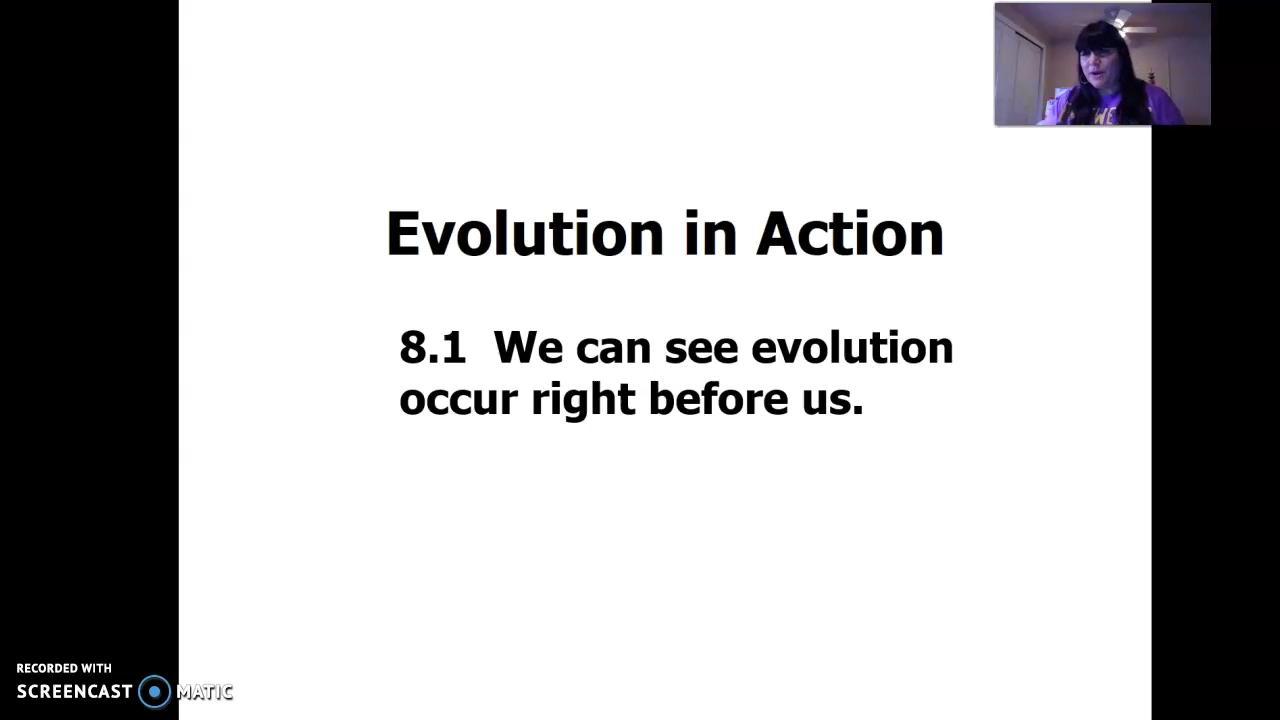 Evolution in Action
8.1 We can see evolution
occur right before us.
RECORDED WITH
SCREENCAST MATIC